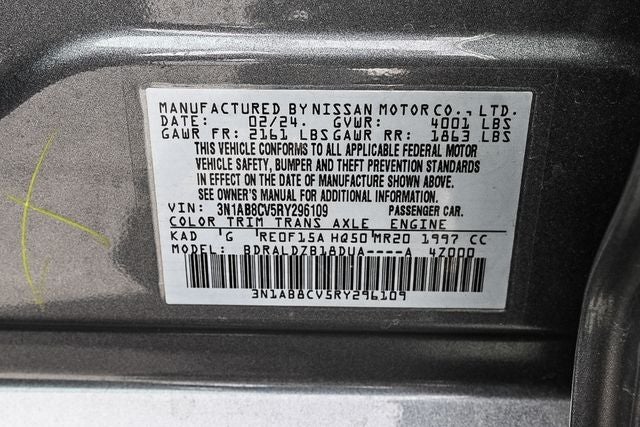 MANUFACTURED BY NISSAN MOTOR CO., LTD.
DATE: 02/24. GVWR: 4001 LBS
GAWR FR: 2161 LBS GAWR RR: 1863 LBS
THIS VEHICLE CONFORMS TO ALL APPLICABLE FEDERAL MOTOR
VEHICLE SAFETY, BUMPER AND THEFT PREVENTION STANDARDS
IN EFFECT ON THE DATE OF MANUFACTURE SHOWN ABOVE.
SEE OWNER'S MANUAL FOR ADDITIONAL INFORMATION.
VIN: 3N1AB8CV5RY296109 PASSENGER CAR.
COLOR TRIM TRANS AXLE ENGINE
KAD G RE0F15A HQ50 MR20 1997 CC
MODEL: BDRALDZB18DUA----A 4Z000
3N1AB8CV5RY296109